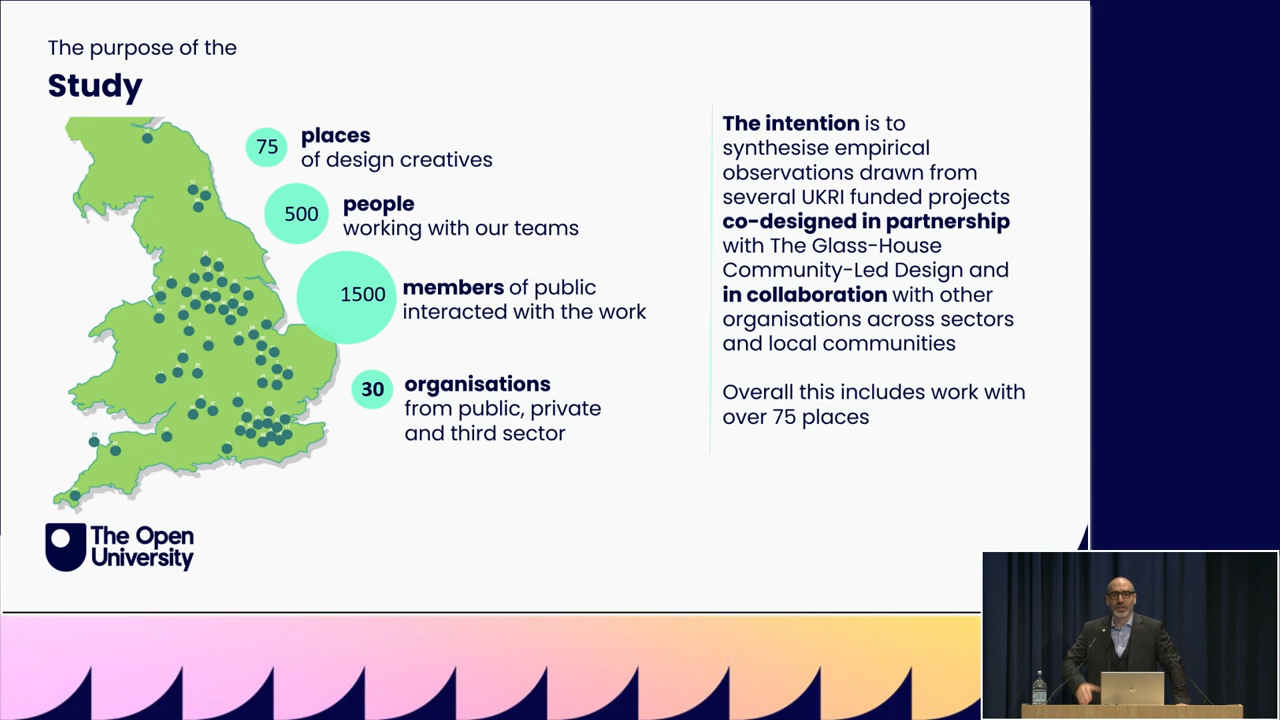 The purpose of the
Study
75
places
of design creatives
500
people
working with our teams
1500
members of public
interacted with the work
30
organisations
from public, private
and third sector
The intention is to
synthesise empirical
observations drawn from
several UKRI funded projects
co-designed in partnership
with The Glass-House
Community-Led Design and
in collaboration with other
organisations across sectors
and local communities
Overall this includes work with
over 75 places
The Open
University